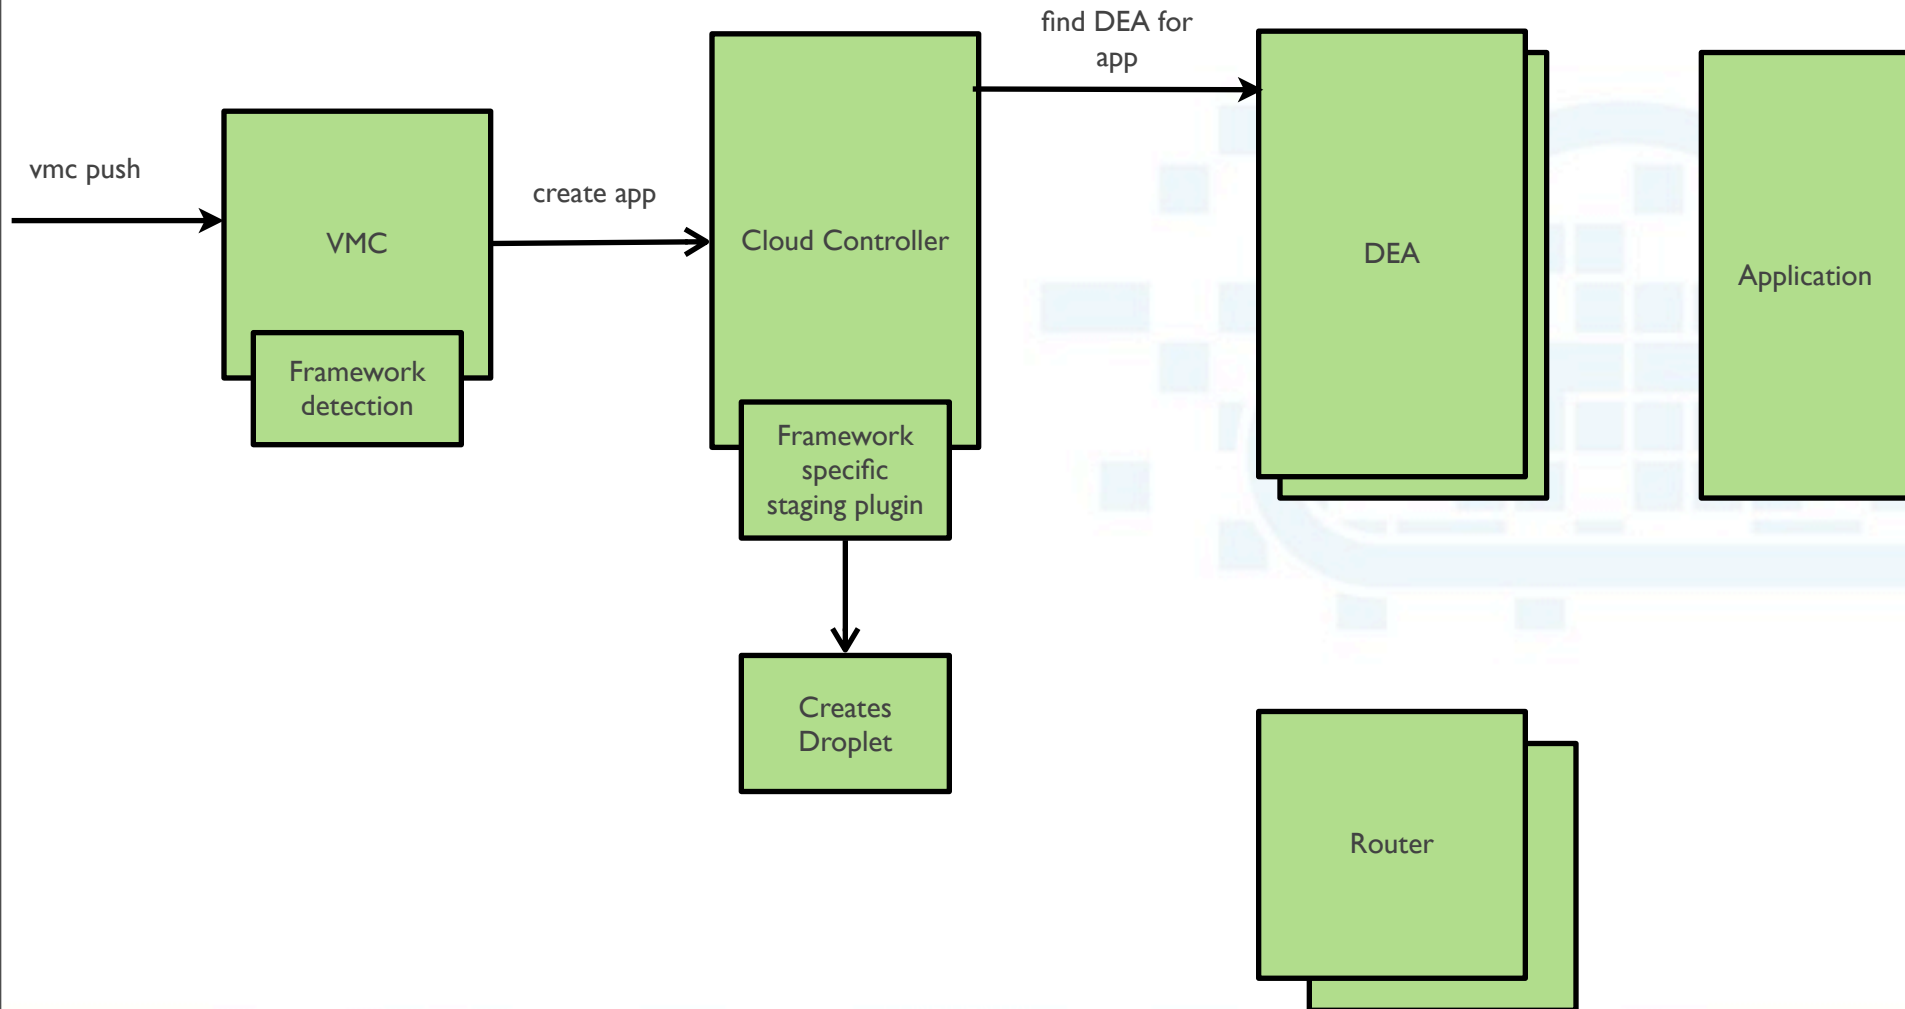 find DEA for
app
vmc push
create app
VMC
Cloud Controller
DEA
Application
Framework
detection
Framework
specific
staging plugin
Creates
Droplet
Router